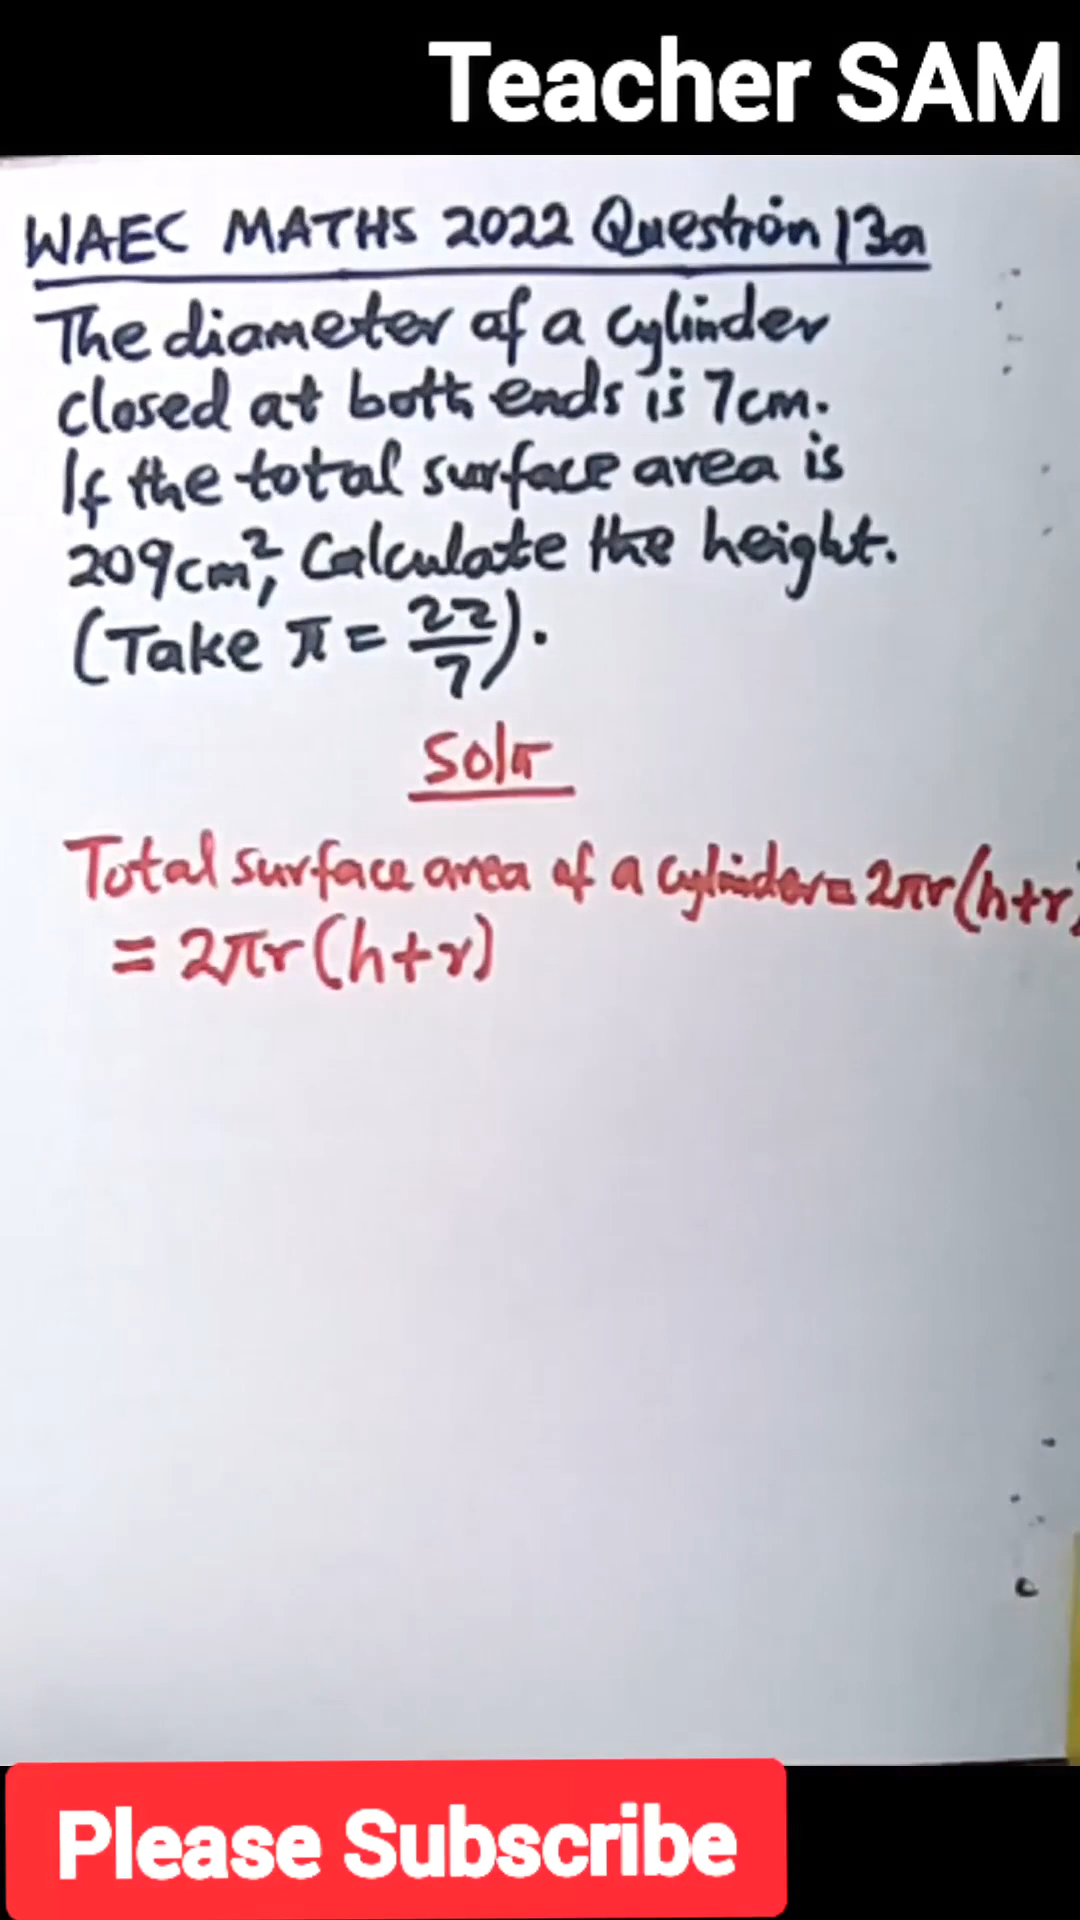 Teacher SAM
WAEC MATHS 2022 Question 13a
The diameter of a cylinder
closed at both ends is 7cm.
If the total surface area is
209cm², Calculate the height.
(Take π = 22/7).
Soln
Total surface area of a cylinder = 2πr(h+r)
= 2πr(h+r)
Please Subscribe